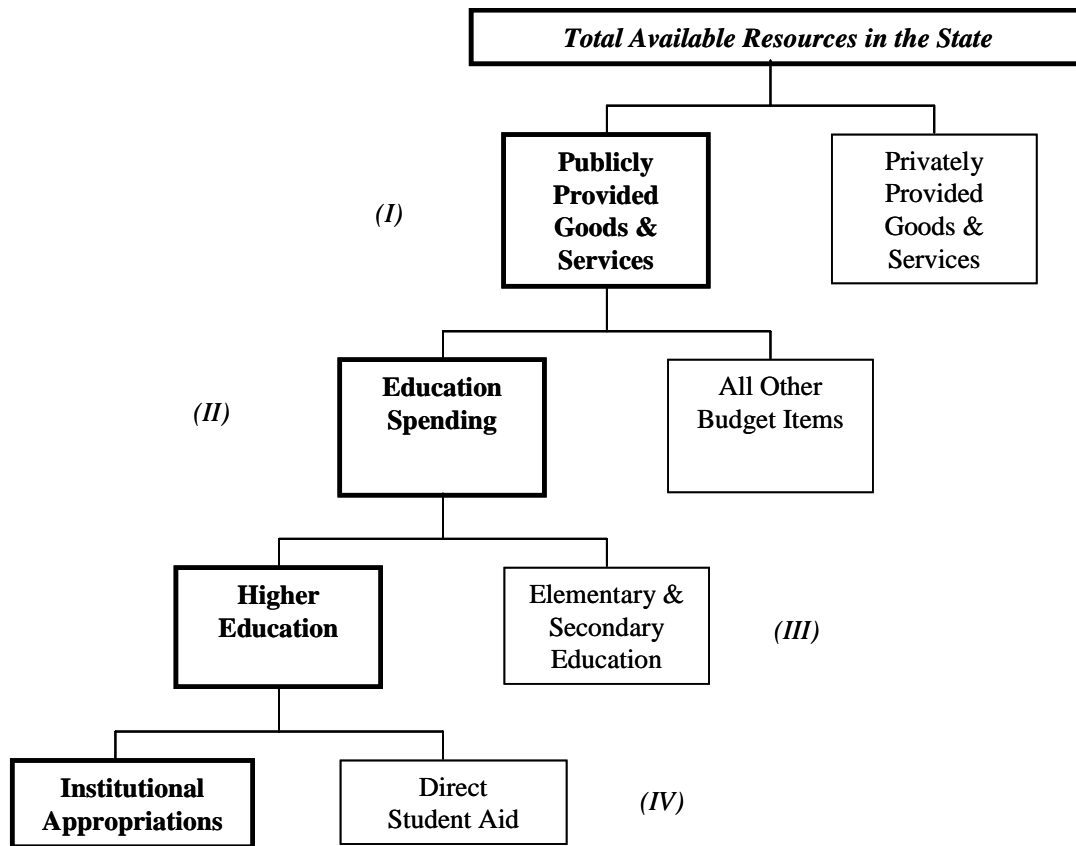 Total Available Resources in the State
Publicly
Provided
Goods &
Services
Privately
Provided
Goods &
Services
(I)
Education
Spending
All Other
Budget Items
(II)
Higher
Education
Elementary &
Secondary
Education
(III)
Institutional
Appropriations
Direct
Student Aid
(IV)